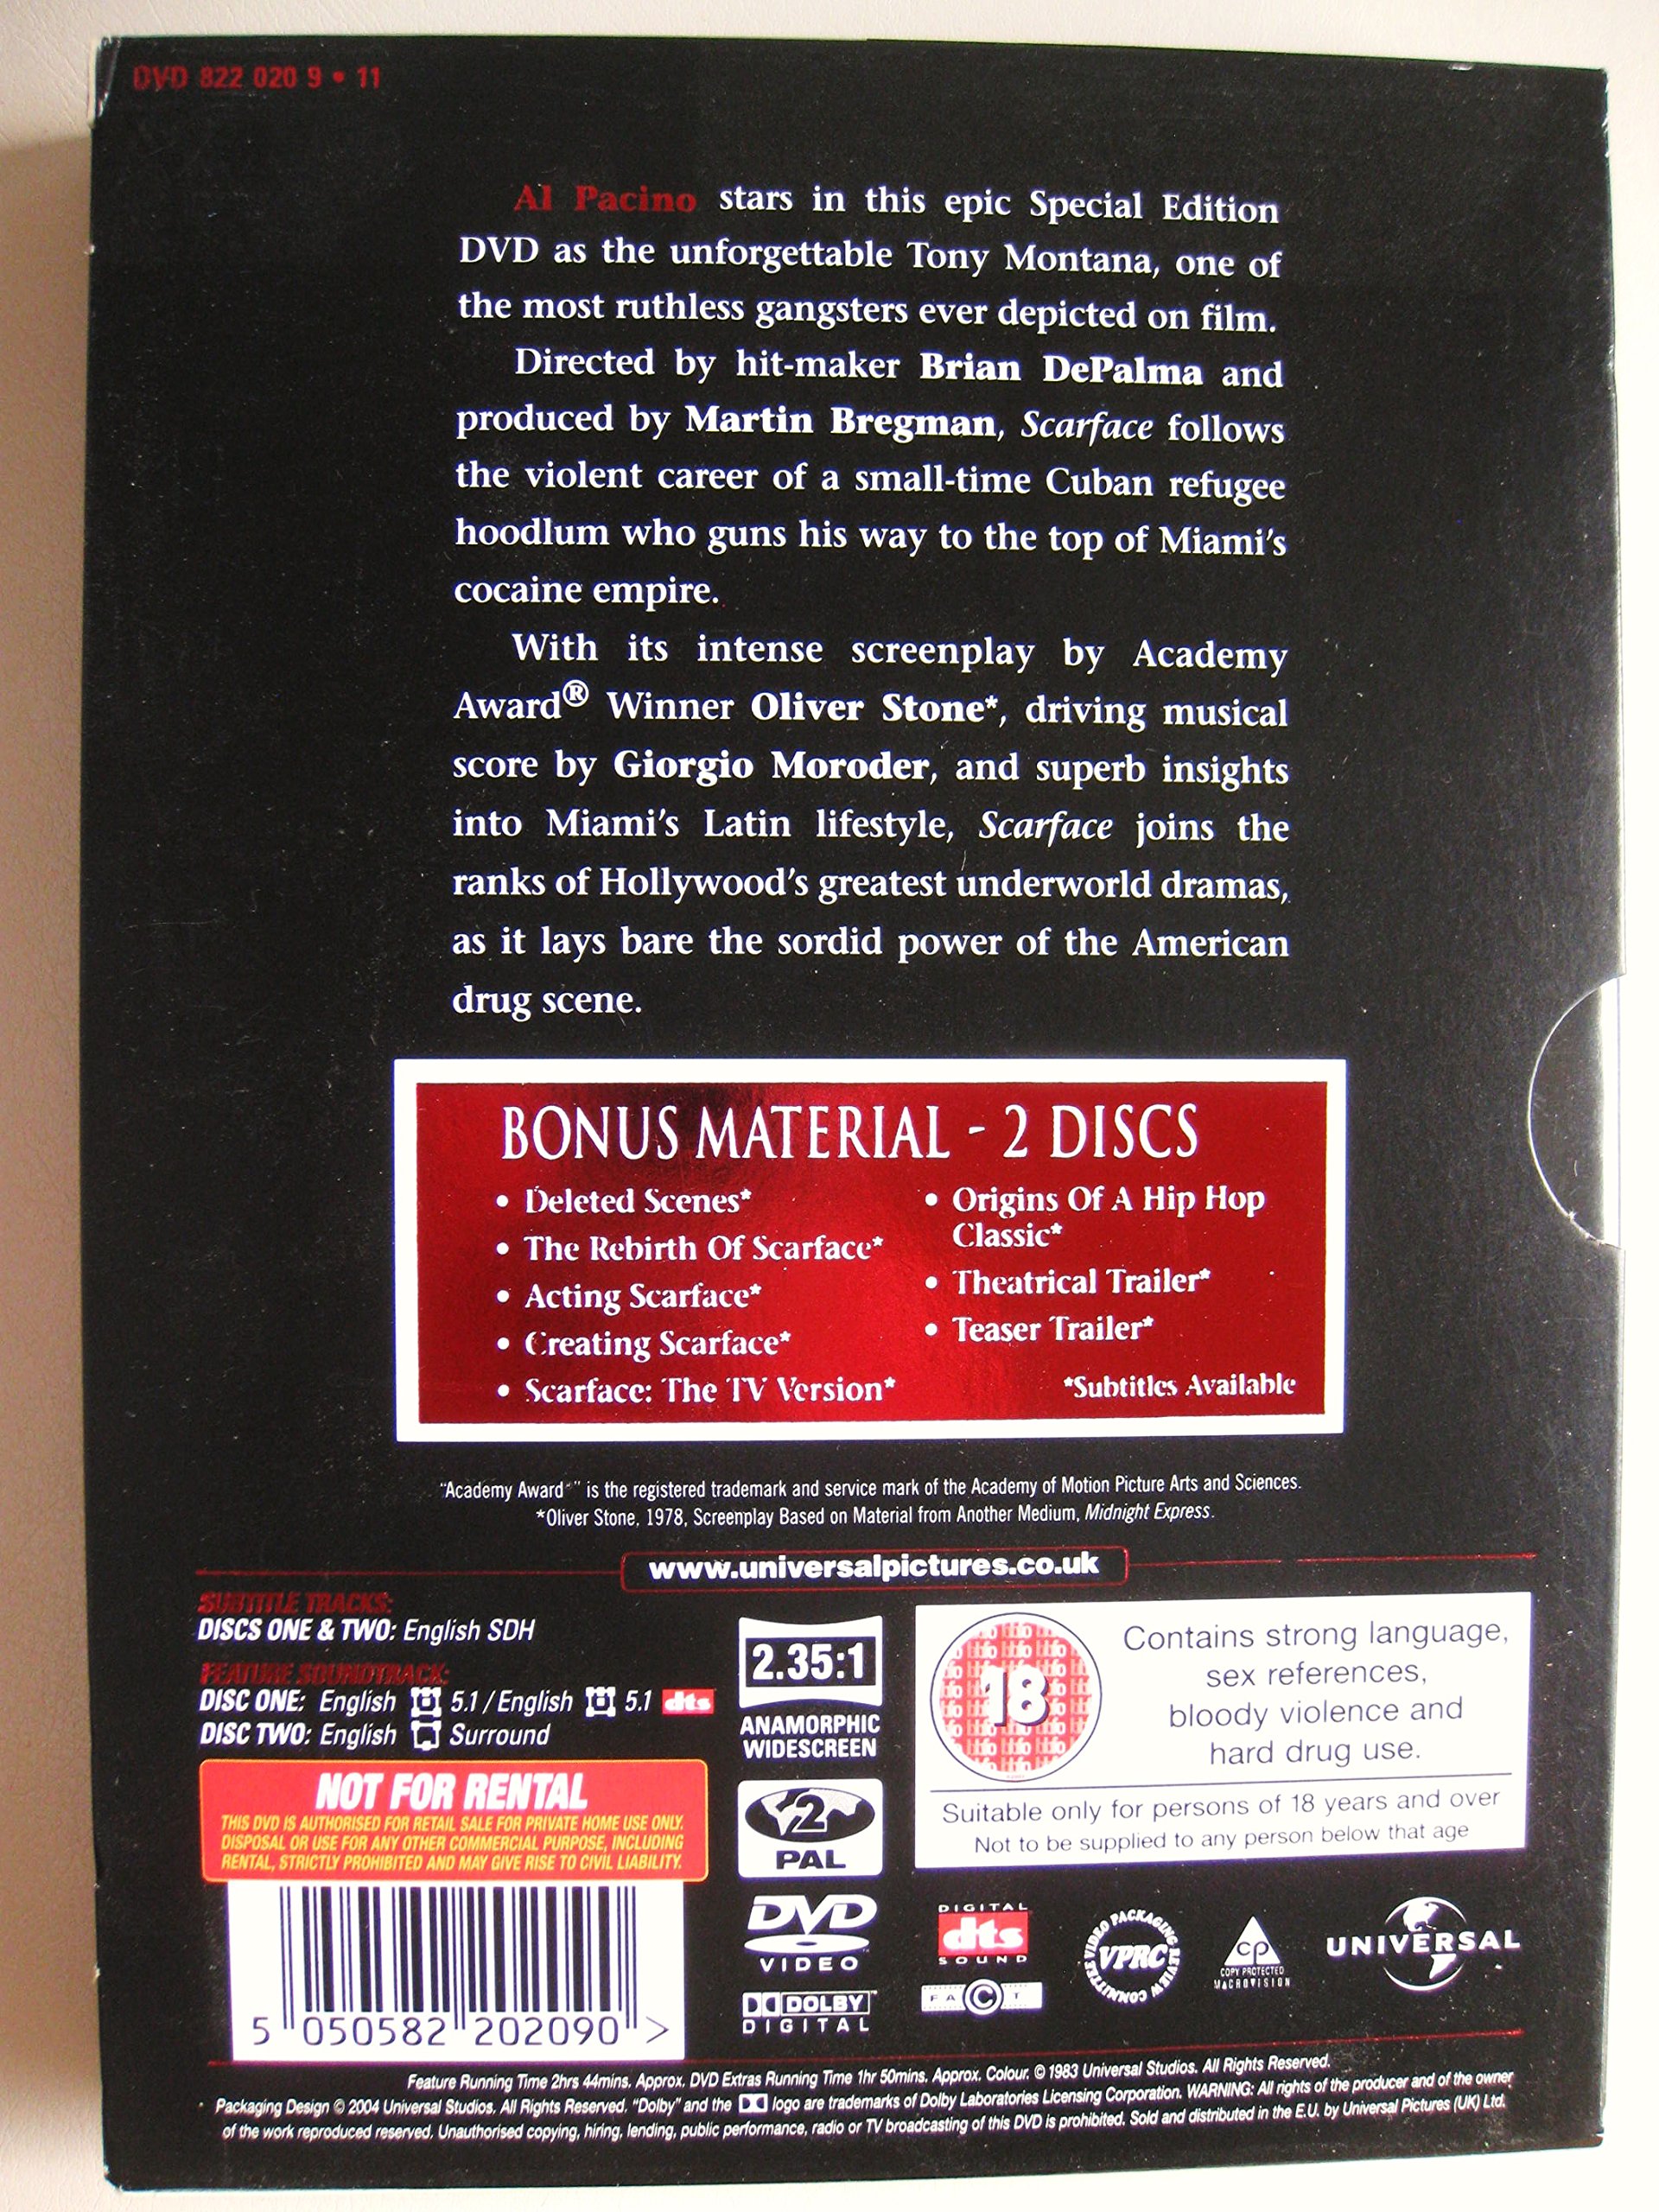 DVD 822 020 9 • 11
Al Pacino stars in this epic Special Edition
DVD as the unforgettable Tony Montana, one of
the most ruthless gangsters ever depicted on film.
Directed by hit-maker Brian DePalma and
produced by Martin Bregman, Scarface follows
the violent career of a small-time Cuban refugee
hoodlum who guns his way to the top of Miami's
cocaine empire.
With its intense screenplay by Academy
Award® Winner Oliver Stone*, driving musical
score by Giorgio Moroder, and superb insights
into Miami's Latin lifestyle, Scarface joins the
ranks of Hollywood's greatest underworld dramas,
as it lays bare the sordid power of the American
drug scene.
BONUS MATERIAL - 2 DISCS
• Deleted Scenes*
• The Rebirth Of Scarface*
• Acting Scarface*
• Creating Scarface*
• Scarface: The TV Version*
• Origins Of A Hip Hop
Classic*
• Theatrical Trailer*
• Teaser Trailer*
*Subtitles Available
"Academy Award®" is the registered trademark and service mark of the Academy of Motion Picture Arts and Sciences.
*Oliver Stone, 1978, Screenplay Based on Material from Another Medium, Midnight Express.
www.universalpictures.co.uk
SUBTITLE TRACKS:
DISCS ONE & TWO: English SDH
FEATURE SOUNDTRACK:
DISC ONE: English 5.1 / English 5.1 dts
DISC TWO: English Surround
NOT FOR RENTAL
THIS DVD IS AUTHORISED FOR RETAIL SALE FOR PRIVATE HOME USE ONLY.
DISPOSAL OR USE FOR ANY OTHER COMMERCIAL PURPOSE, INCLUDING
RENTAL, STRICTLY PROHIBITED AND MAY GIVE RISE TO CIVIL LIABILITY.
5 050582 202090 >
2.35:1
ANAMORPHIC
WIDESCREEN
2
PAL
DVD
VIDEO
DOLBY
DIGITAL
18
Contains strong language,
sex references,
bloody violence and
hard drug use.
Suitable only for persons of 18 years and over
Not to be supplied to any person below that age
DIGITAL
dts
SOUND
FACT
VIDEO PACKAGING REVIEW COMMITTEE
VPRC
CP
COPY PROTECTED
MACROVISION
UNIVERSAL
Feature Running Time 2hrs 44mins. Approx. DVD Extras Running Time 1hr 50mins. Approx. Colour. © 1983 Universal Studios. All Rights Reserved.
Packaging Design © 2004 Universal Studios. All Rights Reserved. "Dolby" and the logo are trademarks of Dolby Laboratories Licensing Corporation. WARNING: All rights of the producer and of the owner
of the work reproduced reserved. Unauthorised copying, hiring, lending, public performance, radio or TV broadcasting of this DVD is prohibited. Sold and distributed in the E.U. by Universal Pictures (UK) Ltd.